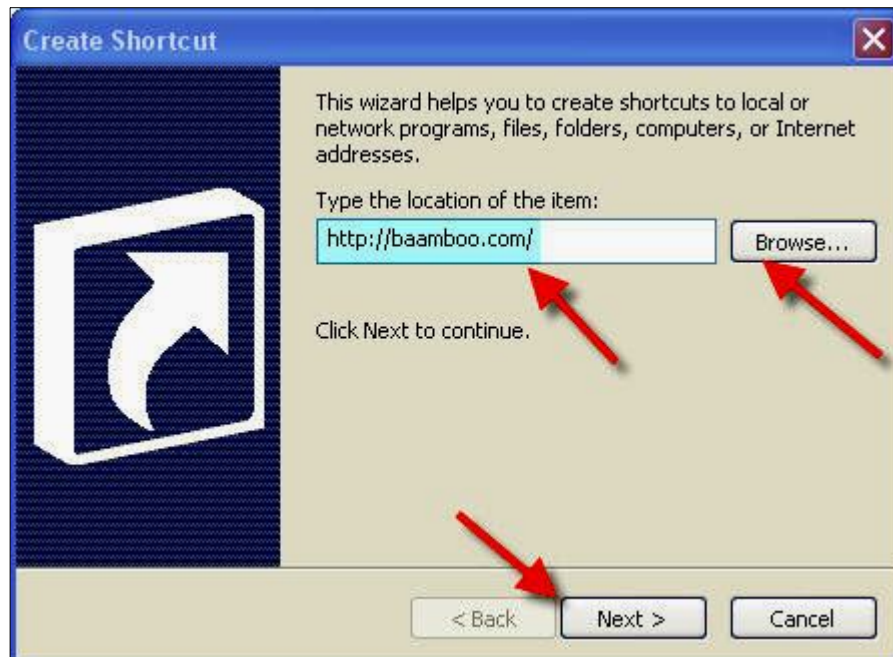 Create Shortcut
This wizard helps you to create shortcuts to local or
network programs, files, folders, computers, or Internet
addresses.
Type the location of the item:
http://baamboo.com/
Browse...
Click Next to continue.
< Back
Next >
Cancel